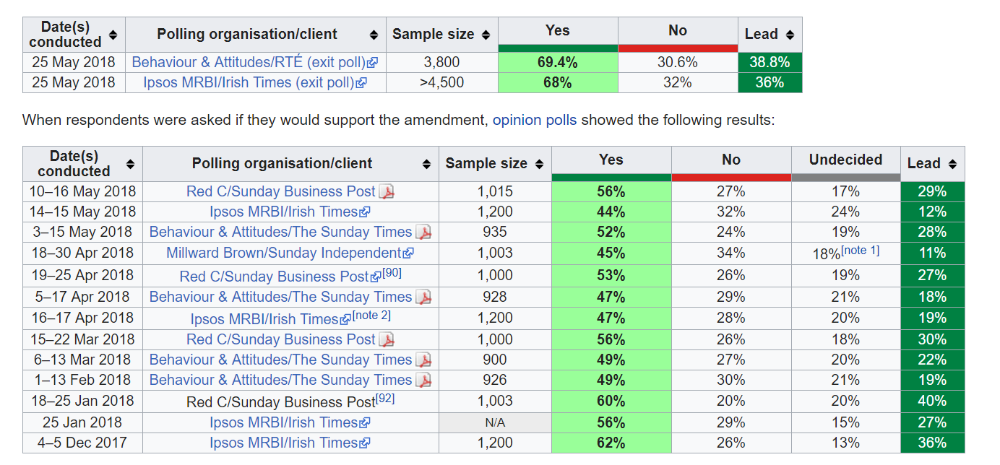 Date(s) conducted Polling organisation/client Sample size Yes No Lead
25 May 2018 Behaviour & Attitudes/RTÉ (exit poll) 3,800 69.4% 30.6% 38.8%
25 May 2018 Ipsos MRBI/Irish Times (exit poll) >4,500 68% 32% 36%
When respondents were asked if they would support the amendment, opinion polls showed the following results:
Date(s) conducted Polling organisation/client Sample size Yes No Undecided Lead
10–16 May 2018 Red C/Sunday Business Post 1,015 56% 27% 17% 29%
14–15 May 2018 Ipsos MRBI/Irish Times 1,200 44% 32% 24% 12%
3–15 May 2018 Behaviour & Attitudes/The Sunday Times 935 52% 24% 19% 28%
18–30 Apr 2018 Millward Brown/Sunday Independent 1,003 45% 34% 18%[note 1] 11%
19–25 Apr 2018 Red C/Sunday Business Post[90] 1,000 53% 26% 19% 27%
5–17 Apr 2018 Behaviour & Attitudes/The Sunday Times 928 47% 29% 21% 18%
16–17 Apr 2018 Ipsos MRBI/Irish Times[note 2] 1,200 47% 28% 20% 19%
15–22 Mar 2018 Red C/Sunday Business Post 1,000 56% 26% 18% 30%
6–13 Mar 2018 Behaviour & Attitudes/The Sunday Times 900 49% 27% 20% 22%
1–13 Feb 2018 Behaviour & Attitudes/The Sunday Times 926 49% 30% 21% 19%
18–25 Jan 2018 Red C/Sunday Business Post[92] 1,003 60% 20% 20% 40%
25 Jan 2018 Ipsos MRBI/Irish Times N/A 56% 29% 15% 27%
4–5 Dec 2017 Ipsos MRBI/Irish Times 1,200 62% 26% 13% 36%